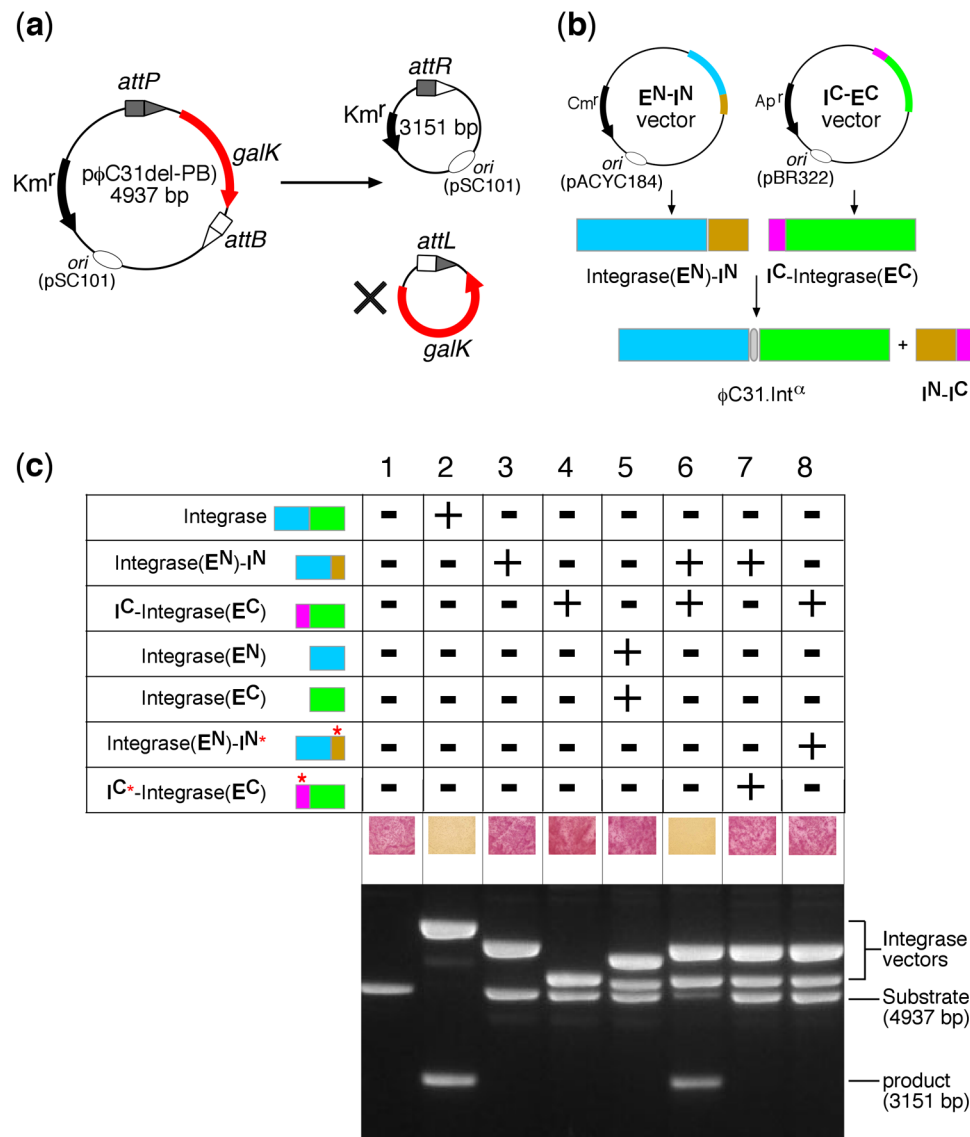 (a)
attP
galK
Kmr
pφC31del-PB)
4937 bp
attB
ori
(pSC101)
attR
Kmr
3151 bp
ori
(pSC101)
attL
galK
(b)
Cmr
EN-IN
vector
ori
(pACYC184)
Apr
IC-EC
vector
ori
(pBR322)
Integrase(EN)-IN
IC-Integrase(EC)
+
φC31.Intα
IN-IC
(c)
1 2 3 4 5 6 7 8
Integrase - + - - - - - -
Integrase(EN)-IN - - + - - + + -
IC-Integrase(EC) - - - + - + - +
Integrase(EN) - - - - + - - -
Integrase(EC) - - - - + - - -
*
Integrase(EN)-IN* - - - - - - - +
*
IC*-Integrase(EC) - - - - - - + -
Integrase
vectors
Substrate
(4937 bp)
product
(3151 bp)